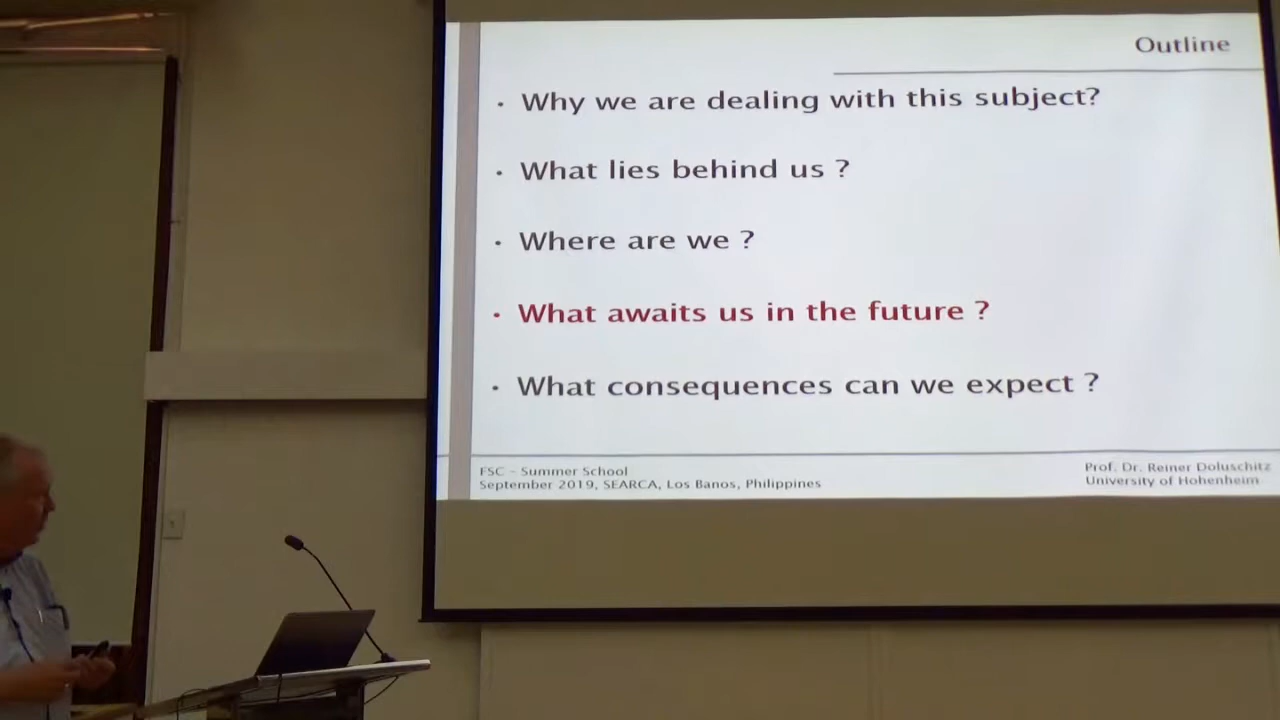 Outline
• Why we are dealing with this subject?
• What lies behind us ?
• Where are we ?
• What awaits us in the future ?
• What consequences can we expect ?
FSC - Summer School
September 2019, SEARCA, Los Banos, Philippines
Prof. Dr. Reiner Doluschitz
University of Hohenheim